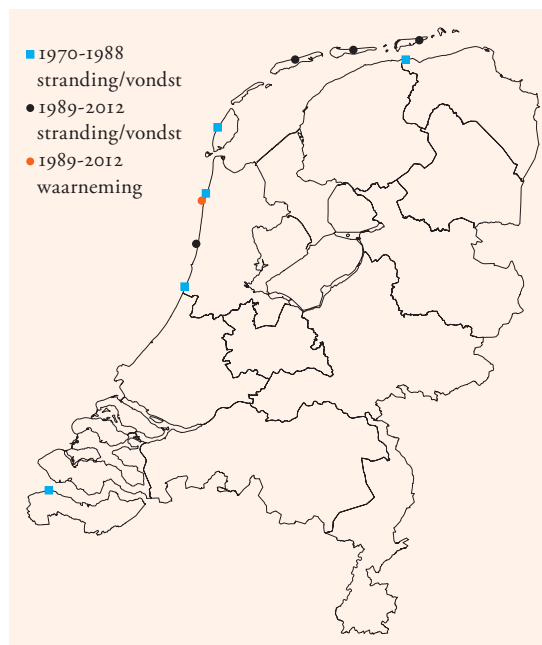 1970-1988
stranding/vondst
1989-2012
stranding/vondst
1989-2012
waarneming